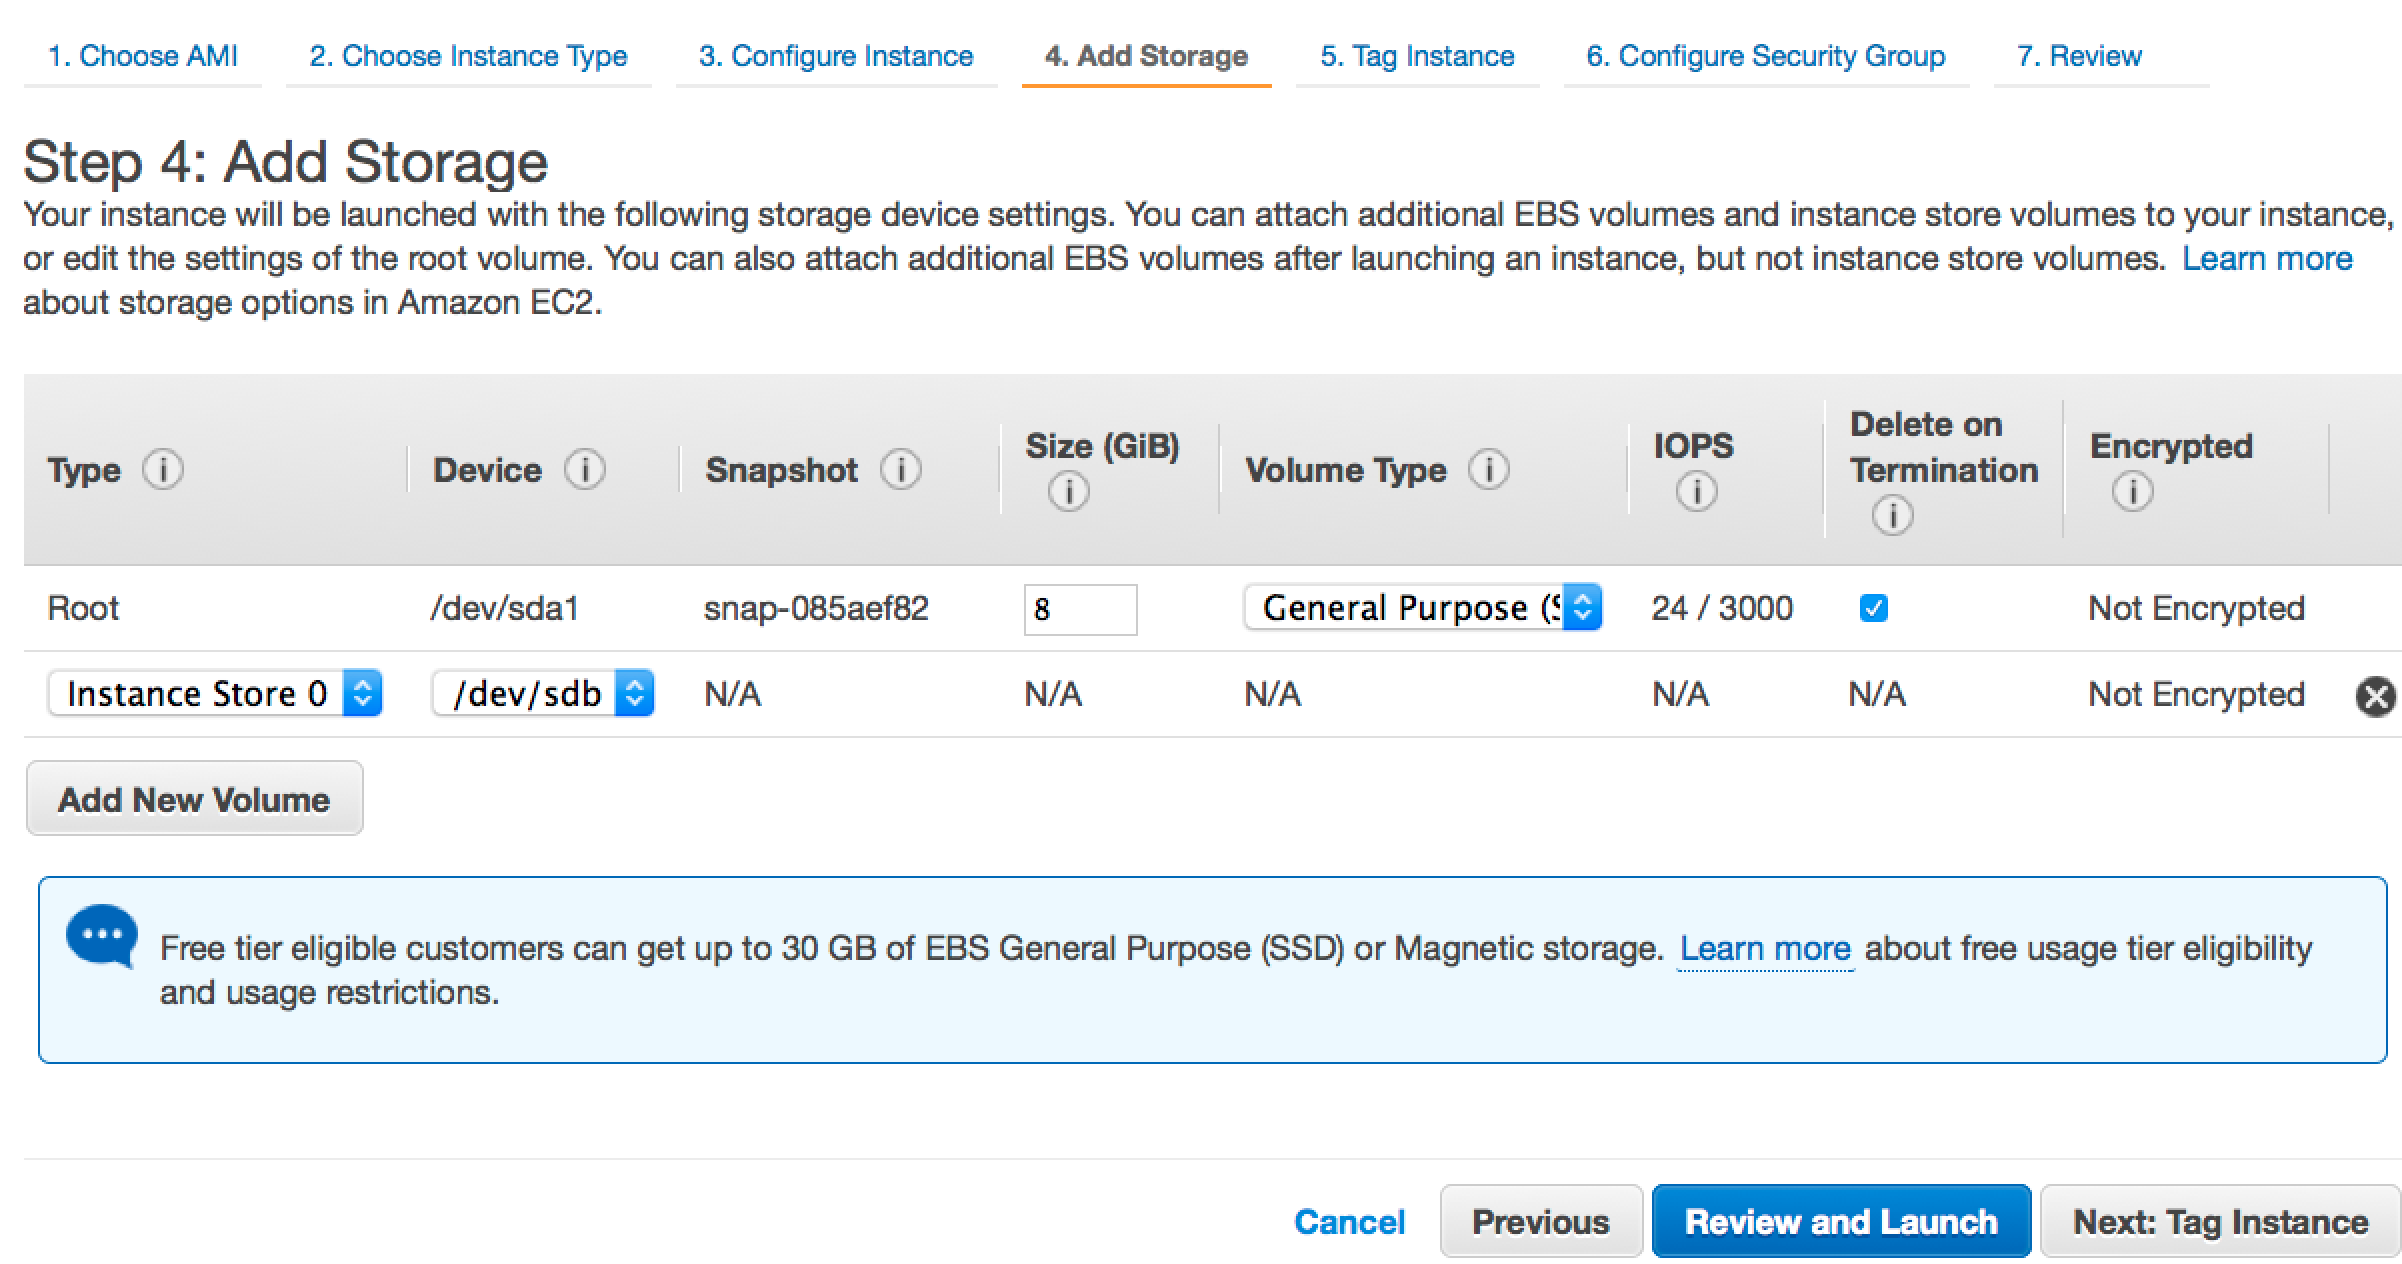 1. Choose AMI 2. Choose Instance Type 3. Configure Instance 4. Add Storage 5. Tag Instance 6. Configure Security Group 7. Review
Step 4: Add Storage
Your instance will be launched with the following storage device settings. You can attach additional EBS volumes and instance store volumes to your instance,
or edit the settings of the root volume. You can also attach additional EBS volumes after launching an instance, but not instance store volumes. Learn more
about storage options in Amazon EC2.
Type Device Snapshot Size (GiB) Volume Type IOPS Delete on Termination Encrypted
Root /dev/sda1 snap-085aef82 8 General Purpose (S 24 / 3000 Not Encrypted
Instance Store 0 /dev/sdb N/A N/A N/A N/A N/A Not Encrypted
Add New Volume
Free tier eligible customers can get up to 30 GB of EBS General Purpose (SSD) or Magnetic storage. Learn more about free usage tier eligibility
and usage restrictions.
Cancel Previous Review and Launch Next: Tag Instance